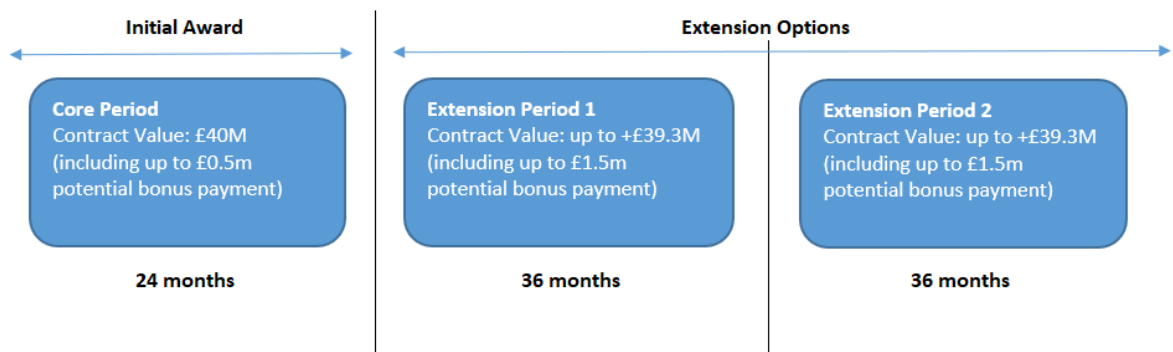 Initial Award
Extension Options
Core Period
Contract Value: £40M
(including up to £0.5m
potential bonus payment)
Extension Period 1
Contract Value: up to +£39.3M
(including up to £1.5m
potential bonus payment)
Extension Period 2
Contract Value: up to +£39.3M
(including up to £1.5m
potential bonus payment)
24 months
36 months
36 months